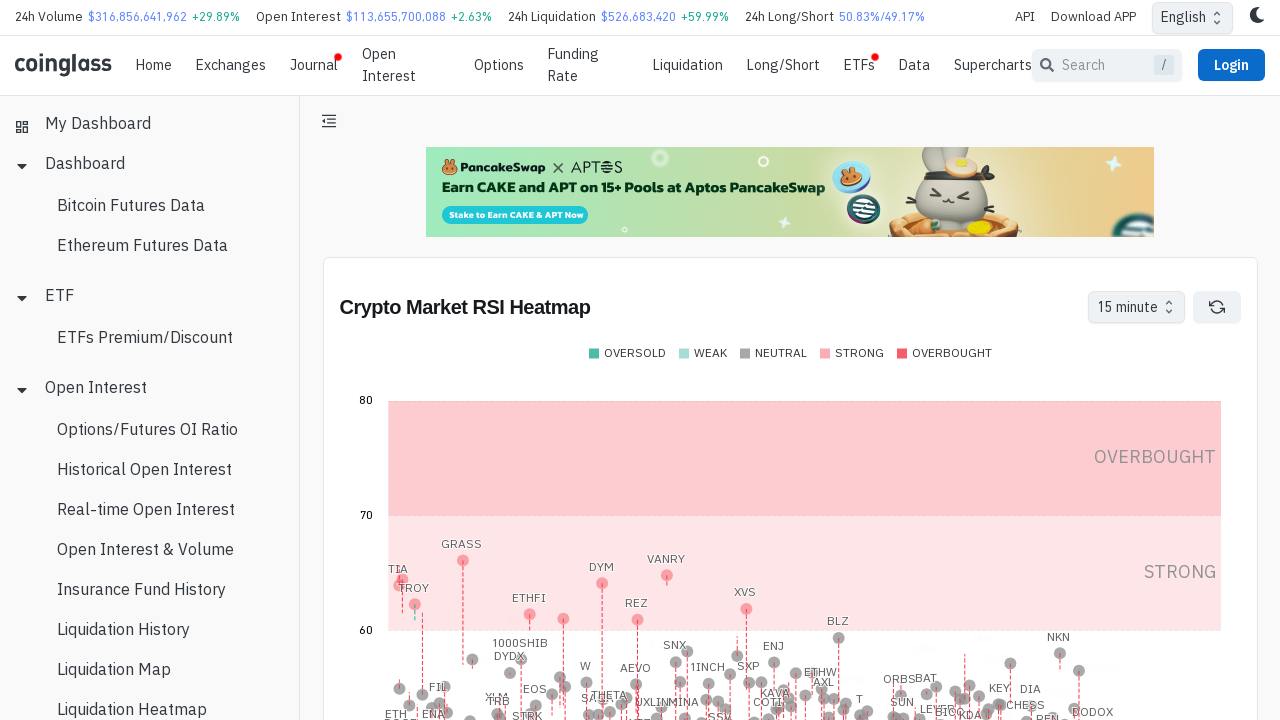 24h Volume $316,856,641,962 +29.89% Open Interest $113,655,700,088 +2.63% 24h Liquidation $526,683,420 +59.99% 24h Long/Short 50.83%/49.17% API Download APP English
coinglass Home Exchanges Journal Open Interest Options Funding Rate Liquidation Long/Short ETFs Data Supercharts Search / Login
My Dashboard
Dashboard
Bitcoin Futures Data
Ethereum Futures Data
ETF
ETFs Premium/Discount
Open Interest
Options/Futures OI Ratio
Historical Open Interest
Real-time Open Interest
Open Interest & Volume
Insurance Fund History
Liquidation History
Liquidation Map
Liquidation Heatmap
PancakeSwap X APTOS
Earn CAKE and APT on 15+ Pools at Aptos PancakeSwap
Stake to Earn CAKE & APT Now
Crypto Market RSI Heatmap 15 minute
OVERSOLD WEAK NEUTRAL STRONG OVERBOUGHT
80
OVERBOUGHT
70
GRASS
VANRY
TIA DYM STRONG
TROY
XVS
ETHFI
REZ
BLZ
60
NKN
1000SHIB SNX ENJ
DYDX
W AEVO 1INCH SXP
ETHW
ORBS BAT
AXL
FIL EOS KEY DIA
THETA KAVA
XLM MINA
TRB COTI T SUN
CHESS
ETH ENA STRK SSV KDA DODOX